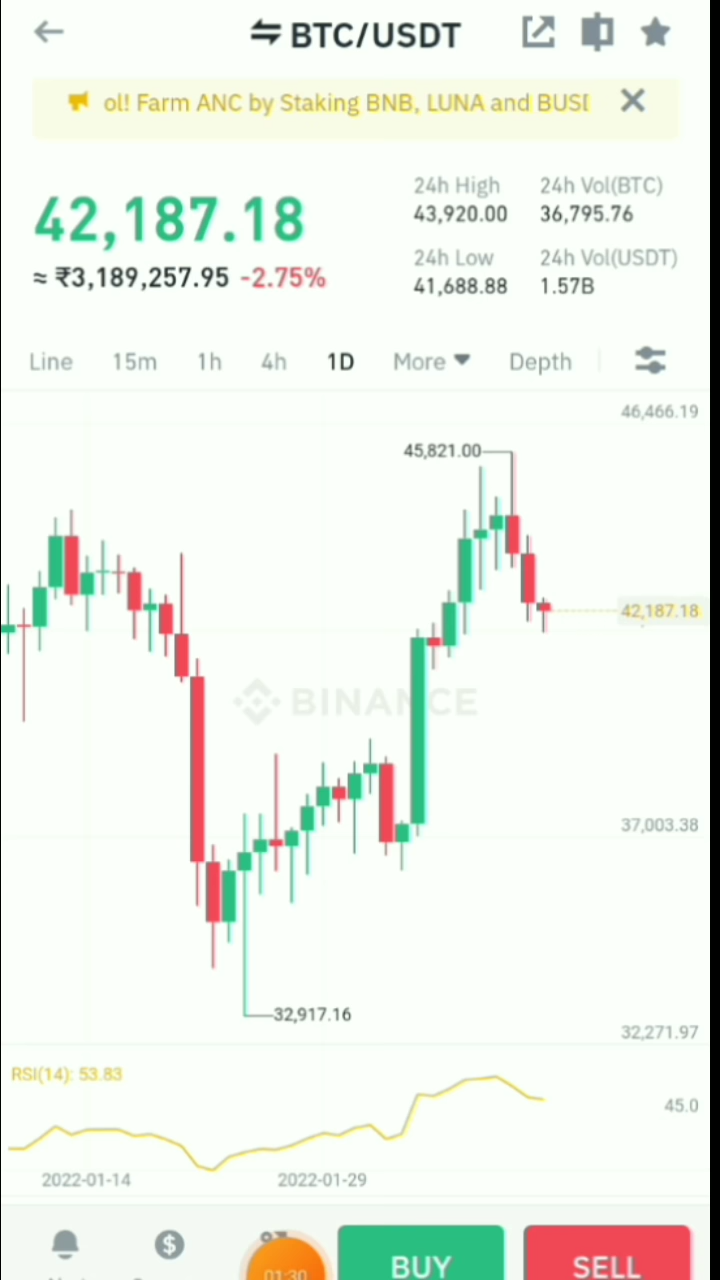 BTC/USDT
ol! Farm ANC by Staking BNB, LUNA and BUSD
42,187.18
≈ ₹3,189,257.95 -2.75%
24h High
43,920.00
24h Vol(BTC)
36,795.76
24h Low
41,688.88
24h Vol(USDT)
1.57B
Line 15m 1h 4h 1D More Depth
46,466.19
45,821.00
42,187.18
BINANCE
37,003.38
32,917.16
32,271.97
RSI(14): 53.83
45.0
2022-01-14 2022-01-29
01:30
BUY SELL